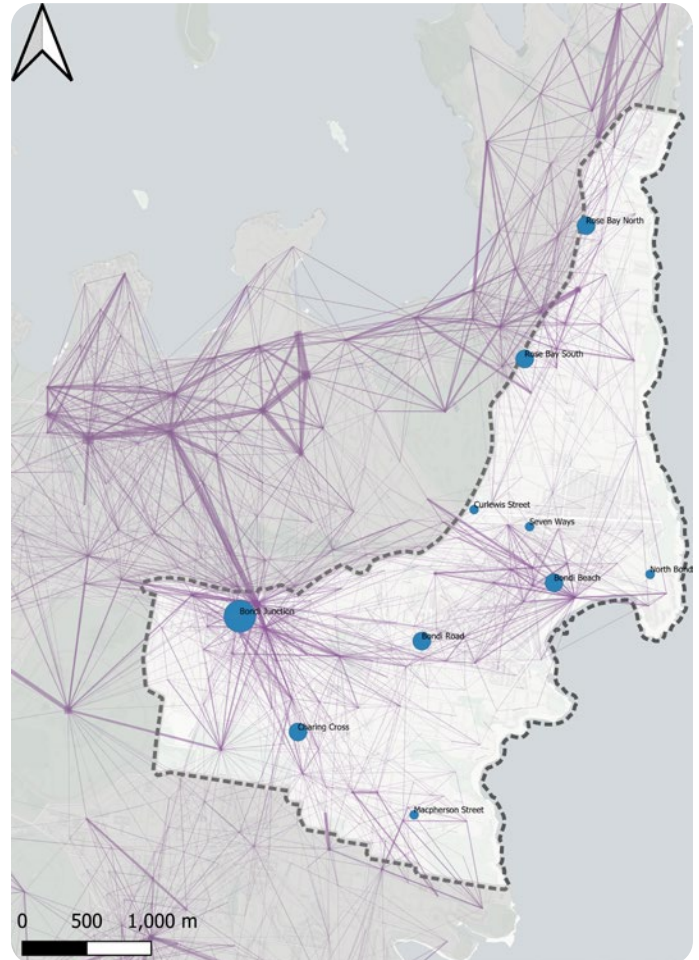 Rose Bay North
Rose Bay South
Curlewis Street
Seven Ways
Bondi Beach
North Bondi
Bondi Junction
Bondi Road
Charing Cross
Macpherson Street
0 500 1,000 m